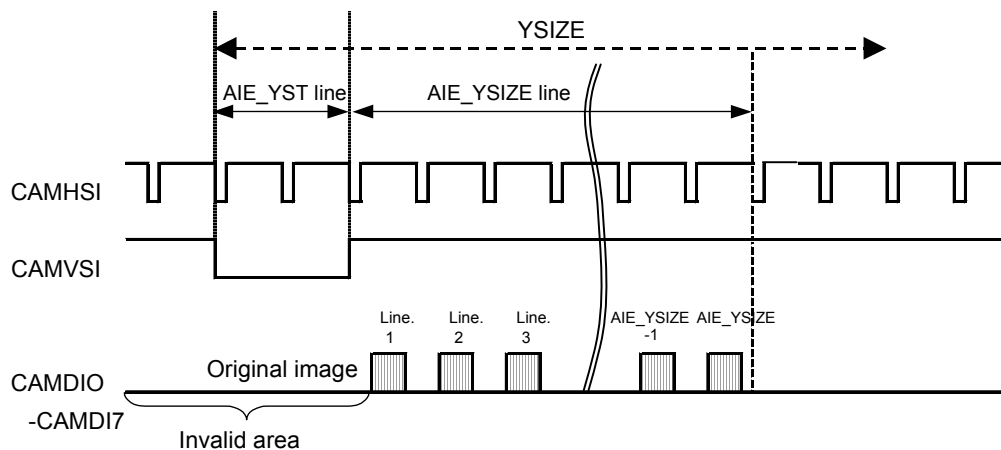 YSIZE
AIE_YST line
AIE_YSIZE line
CAMHSI
CAMVSI
Line.
1
Line.
2
Line.
3
AIE_YSIZE
-1
AIE_YSIZE
Original image
CAMDIO
-CAMDI7
Invalid area